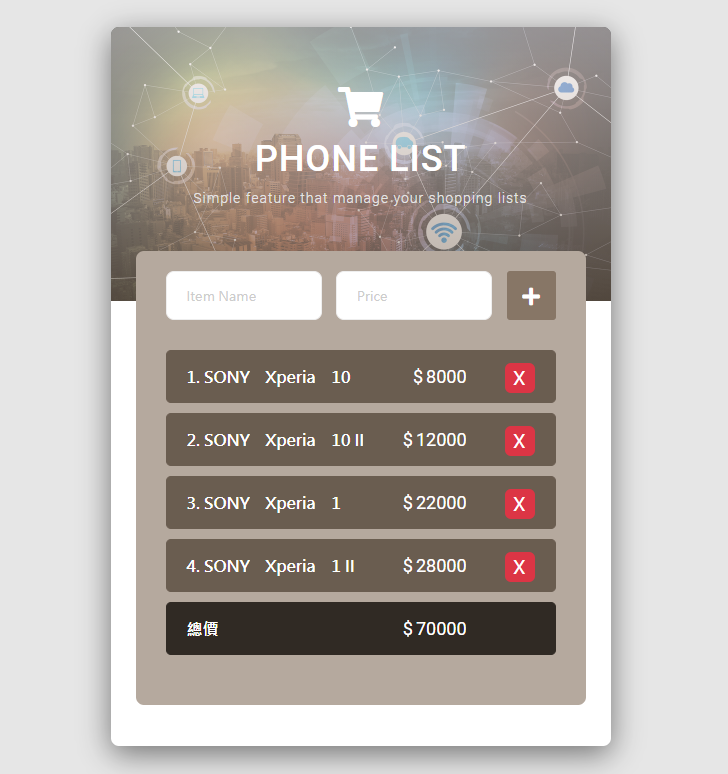 PHONE LIST
Simple feature that manage your shopping lists
Item Name Price
1. SONY Xperia 10 $ 8000 X
2. SONY Xperia 10 II $ 12000 X
3. SONY Xperia 1 $ 22000 X
4. SONY Xperia 1 II $ 28000 X
總價 $ 70000